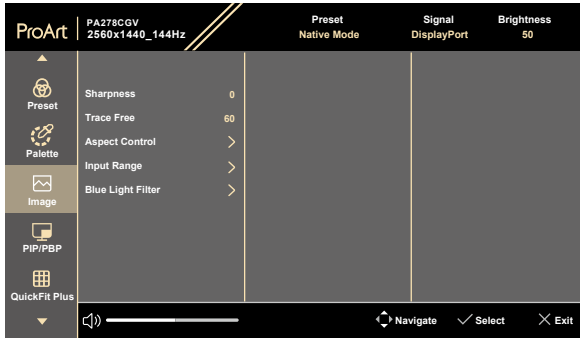 ProArt
PA278CGV
2560x1440_144Hz
Preset
Native Mode
Signal
DisplayPort
Brightness
50
Preset
Palette
Image
PIP/PBP
QuickFit Plus
Sharpness 0
Trace Free 60
Aspect Control
Input Range
Blue Light Filter
Navigate Select Exit